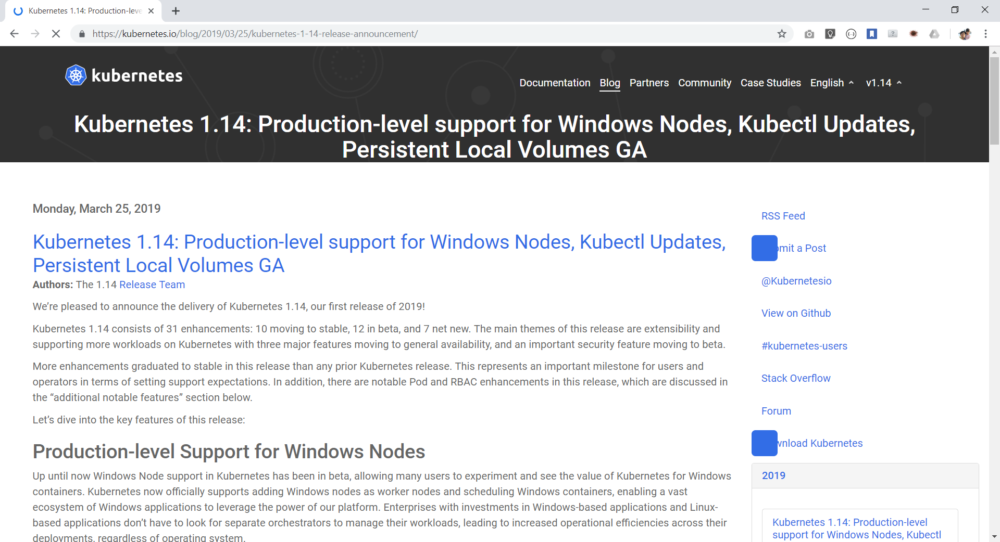 Kubernetes 1.14: Production-leve
https://kubernetes.io/blog/2019/03/25/kubernetes-1-14-release-announcement/
kubernetes
Documentation Blog Partners Community Case Studies English v1.14
Kubernetes 1.14: Production-level support for Windows Nodes, Kubectl Updates,
Persistent Local Volumes GA
Monday, March 25, 2019
Kubernetes 1.14: Production-level support for Windows Nodes, Kubectl Updates,
Persistent Local Volumes GA
Authors: The 1.14 Release Team
We’re pleased to announce the delivery of Kubernetes 1.14, our first release of 2019!
Kubernetes 1.14 consists of 31 enhancements: 10 moving to stable, 12 in beta, and 7 net new. The main themes of this release are extensibility and
supporting more workloads on Kubernetes with three major features moving to general availability, and an important security feature moving to beta.
More enhancements graduated to stable in this release than any prior Kubernetes release. This represents an important milestone for users and
operators in terms of setting support expectations. In addition, there are notable Pod and RBAC enhancements in this release, which are discussed in
the “additional notable features” section below.
Let’s dive into the key features of this release:
Production-level Support for Windows Nodes
Up until now Windows Node support in Kubernetes has been in beta, allowing many users to experiment and see the value of Kubernetes for Windows
containers. Kubernetes now officially supports adding Windows nodes as worker nodes and scheduling Windows containers, enabling a vast
ecosystem of Windows applications to leverage the power of our platform. Enterprises with investments in Windows-based applications and Linux-
based applications don’t have to look for separate orchestrators to manage their workloads, leading to increased operational efficiencies across their
deployments, regardless of operating system.
RSS Feed
omit a Post
@Kubernetesio
View on Github
#kubernetes-users
Stack Overflow
Forum
wnload Kubernetes
2019
Kubernetes 1.14: Production-level
support for Windows Nodes, Kubectl